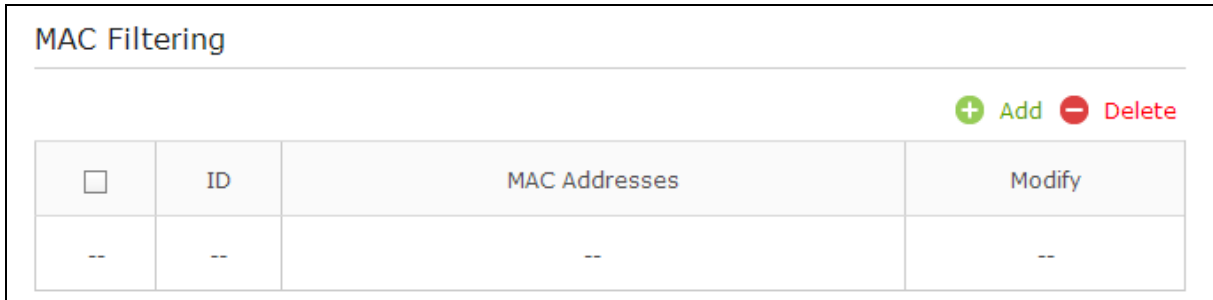 MAC Filtering
Add Delete
ID MAC Addresses Modify
-- -- -- --